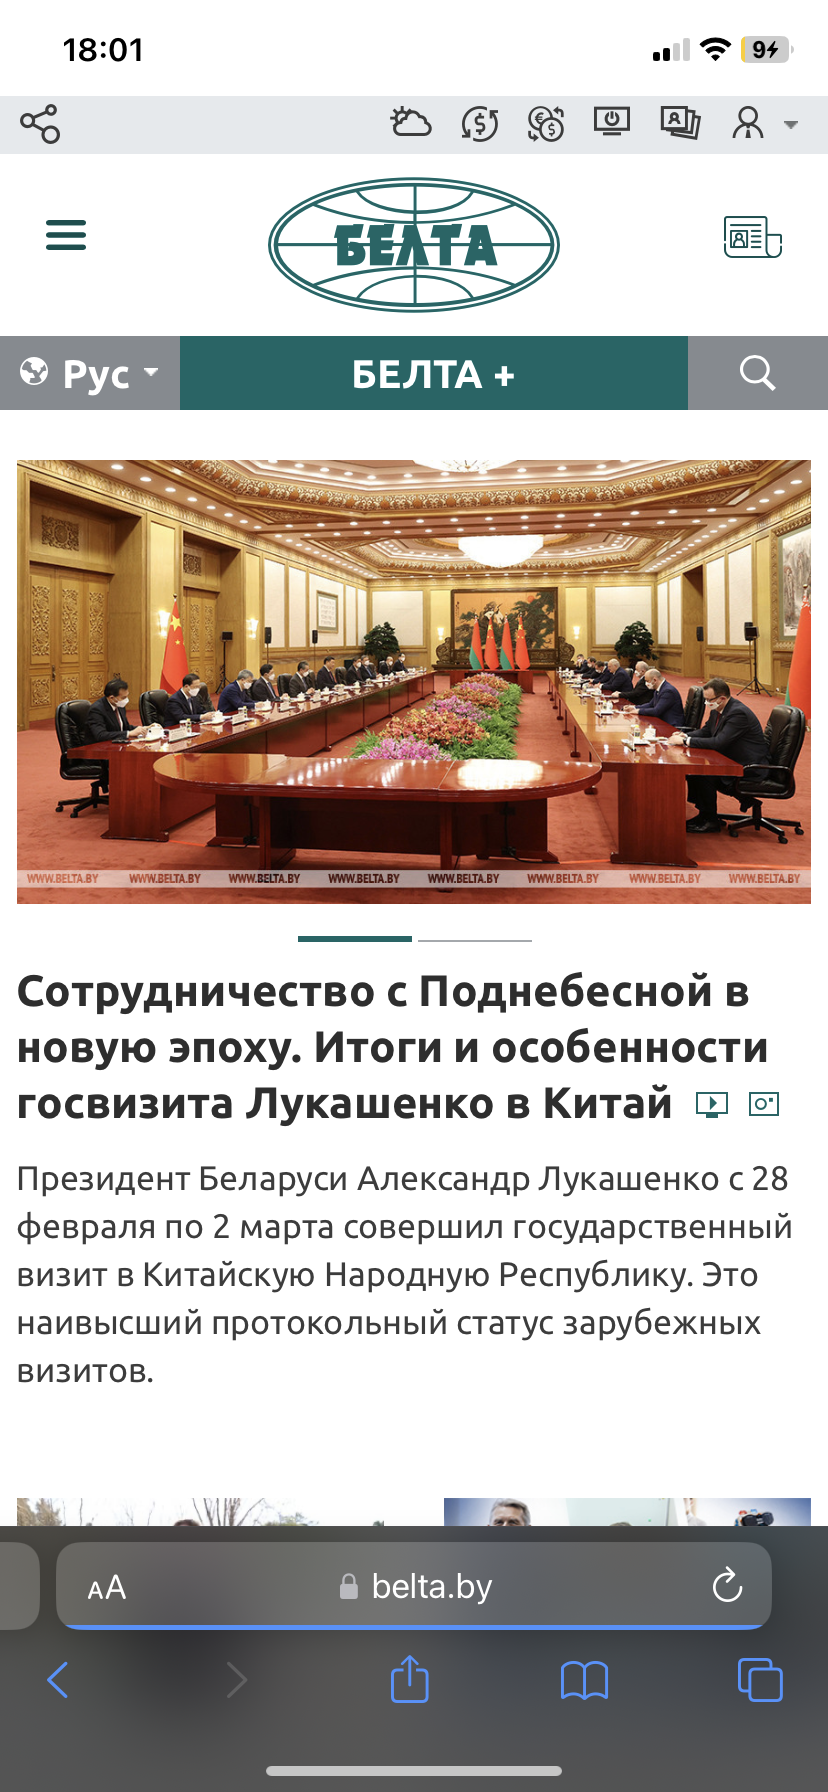 18:01
9
БЕЛТА
Рус
БЕЛТА +
WWW.BELTA.BY WWW.BELTA.BY WWW.BELTA.BY WWW.BELTA.BY WWW.BELTA.BY WWW.BELTA.BY WWW.BELTA.BY WWW.BELTA.BY
Сотрудничество с Поднебесной в
новую эпоху. Итоги и особенности
госвизита Лукашенко в Китай
Президент Беларуси Александр Лукашенко с 28
февраля по 2 марта совершил государственный
визит в Китайскую Народную Республику. Это
наивысший протокольный статус зарубежных
визитов.
AA
belta.by